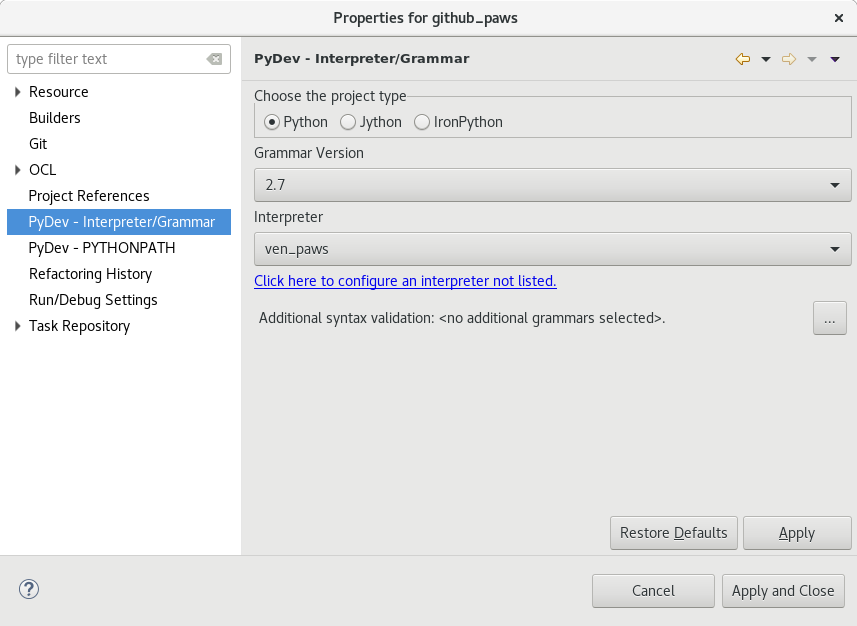 Properties for github_paws
type filter text
Resource
Builders
Git
OCL
Project References
PyDev - Interpreter/Grammar
PyDev - PYTHONPATH
Refactoring History
Run/Debug Settings
Task Repository
PyDev - Interpreter/Grammar
Choose the project type
Python Jython IronPython
Grammar Version
2.7
Interpreter
ven_paws
Click here to configure an interpreter not listed.
Additional syntax validation: <no additional grammars selected>. ...
Restore Defaults Apply
? Cancel Apply and Close